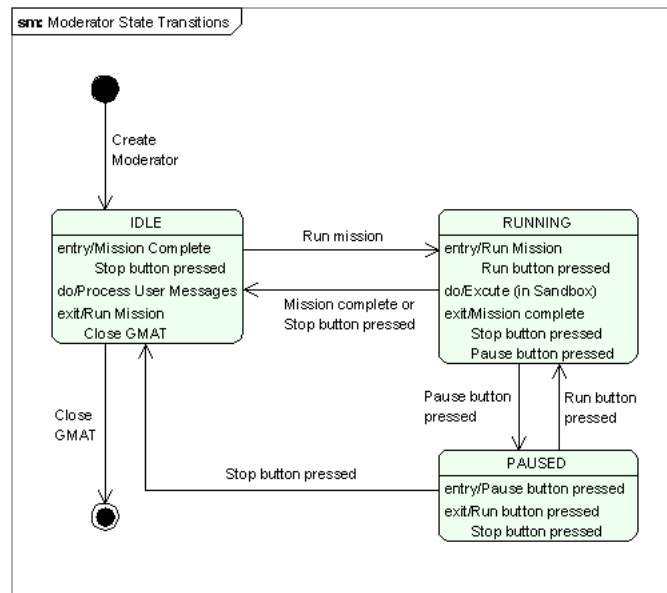 sm: Moderator State Transitions
Create
Moderator
IDLE
entry/Mission Complete
Stop button pressed
do/Process User Messages
exit/Run Mission
Close GMAT
Run mission
Mission complete or
Stop button pressed
RUNNING
entry/Run Mission
Run button pressed
do/Excute (in Sandbox)
exit/Mission complete
Stop button pressed
Pause button pressed
Close
GMAT
Pause button
pressed
Run button
pressed
Stop button pressed
PAUSED
entry/Pause button pressed
exit/Run button pressed
Stop button pressed